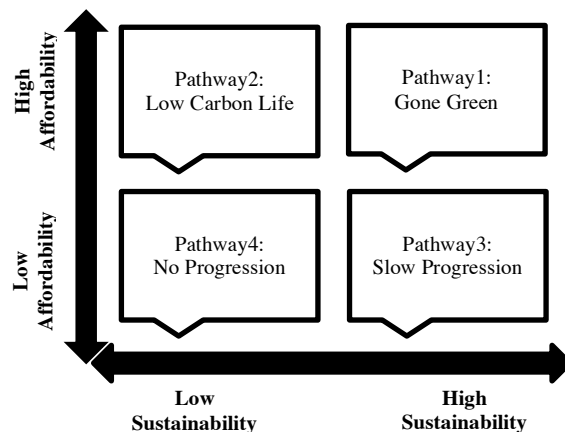 High
Affordability
Pathway2:
Low Carbon Life
Pathway1:
Gone Green
Low
Affordability
Pathway4:
No Progression
Pathway3:
Slow Progression
Low
Sustainability
High
Sustainability